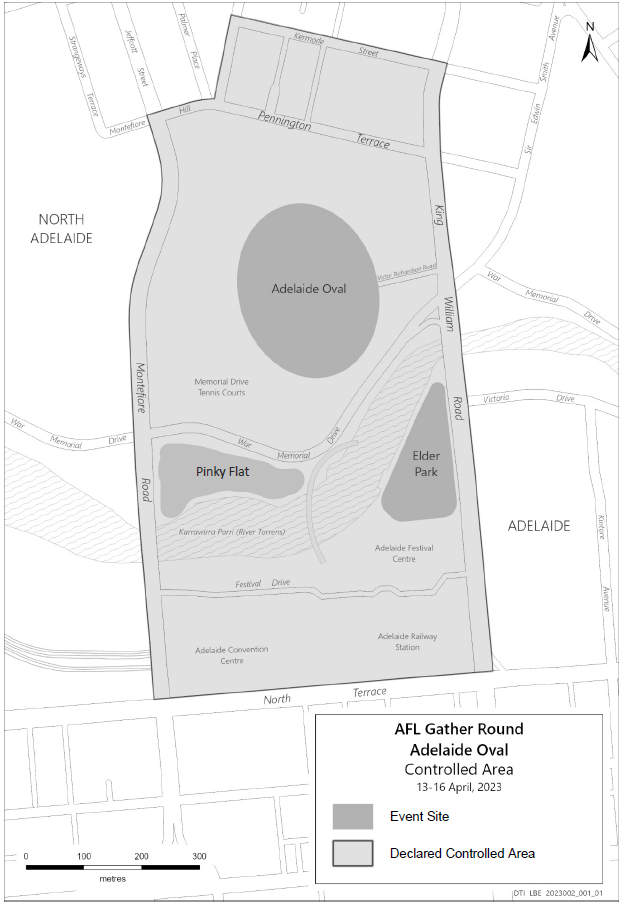 N
Kermode Street
Palmer Place
Jeffcott Street
Strangways Terrace
Avenue
Smith
Edwin
Sir
Montefiore
Hill
Pennington Terrace
King
William
Road
NORTH
ADELAIDE
Adelaide Oval
Victor Richardson Road
War Memorial Drive
Montefiore
Road
Memorial Drive
Tennis Courts
Victoria Drive
War Memorial Drive
War Memorial Drive
Pinky Flat
Elder
Park
Karrawirra Parri (River Torrens)
ADELAIDE
Kintore Avenue
Adelaide Festival
Centre
Festival Drive
Adelaide Convention
Centre
Adelaide Railway
Station
North Terrace
AFL Gather Round
Adelaide Oval
Controlled Area
13-16 April, 2023
Event Site
Declared Controlled Area
0 100 200 300
metres
DTI LBE 2023002_001_01